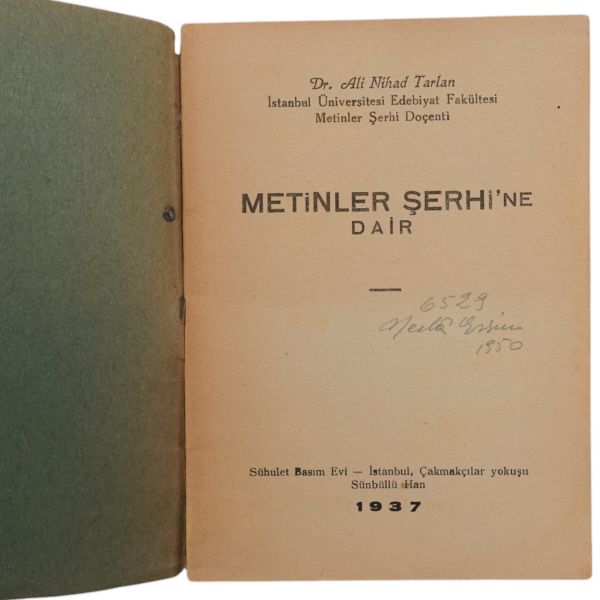 Dr. Ali Nihad Tarlan
İstanbul Üniversitesi Edebiyat Fakültesi
Metinler Şerhi Doçenti
METİNLER ŞERHİ'NE
DAİR
6529
1950
Sühulet Basım Evi — İstanbul, Çakmakçılar yokuşu
Sünbüllü Han
1937